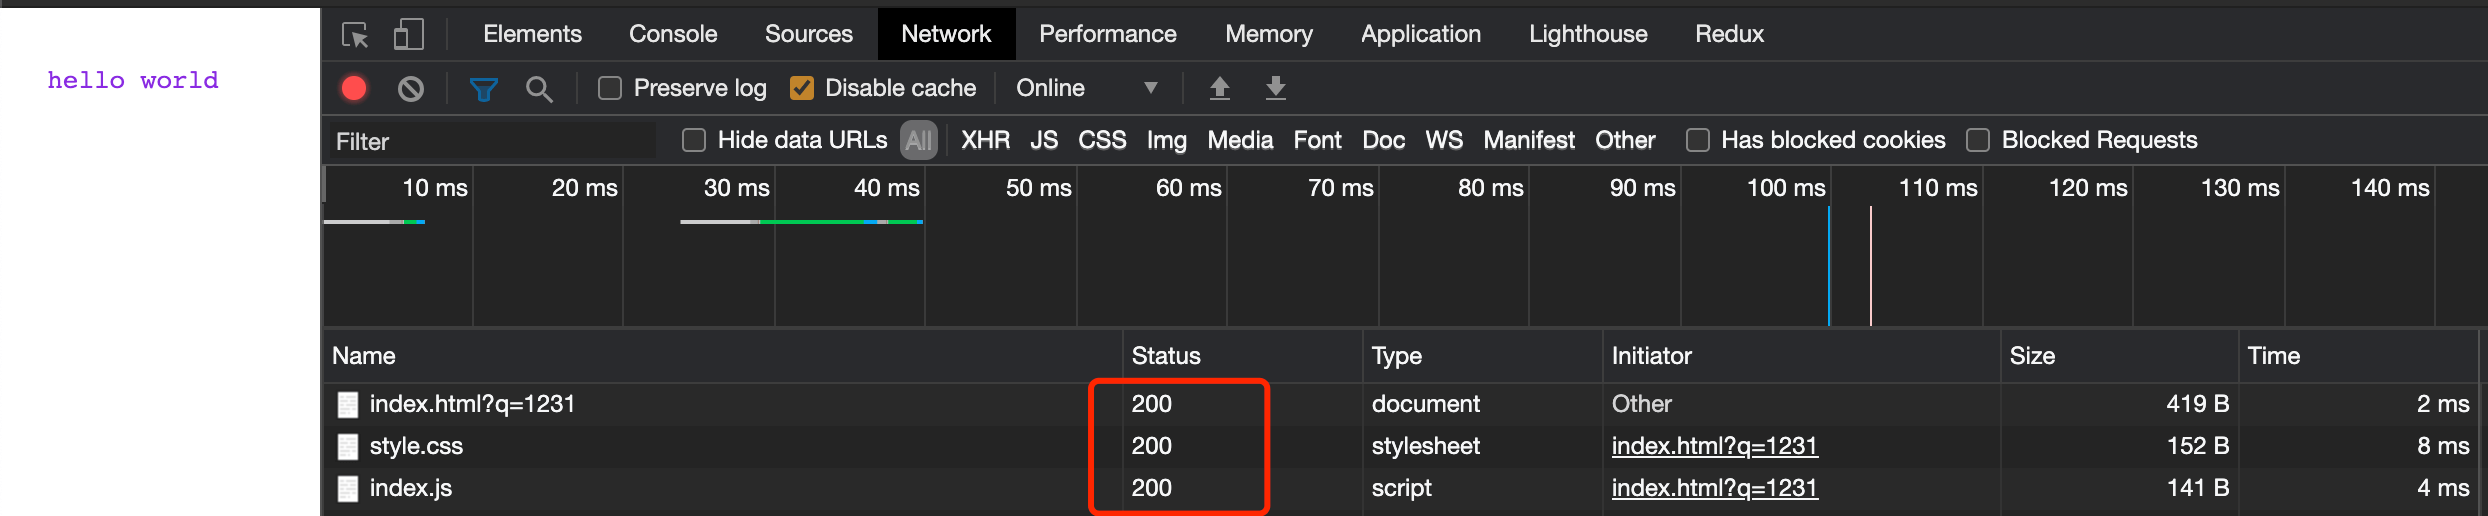 hello world
Elements Console Sources Network Performance Memory Application Lighthouse Redux
Preserve log Disable cache Online
Filter Hide data URLs All XHR JS CSS Img Media Font Doc WS Manifest Other Has blocked cookies Blocked Requests
10 ms 20 ms 30 ms 40 ms 50 ms 60 ms 70 ms 80 ms 90 ms 100 ms 110 ms 120 ms 130 ms 140 ms
Name Status Type Initiator Size Time
index.html?q=1231 200 document Other 419 B 2 ms
style.css 200 stylesheet index.html?q=1231 152 B 8 ms
index.js 200 script index.html?q=1231 141 B 4 ms